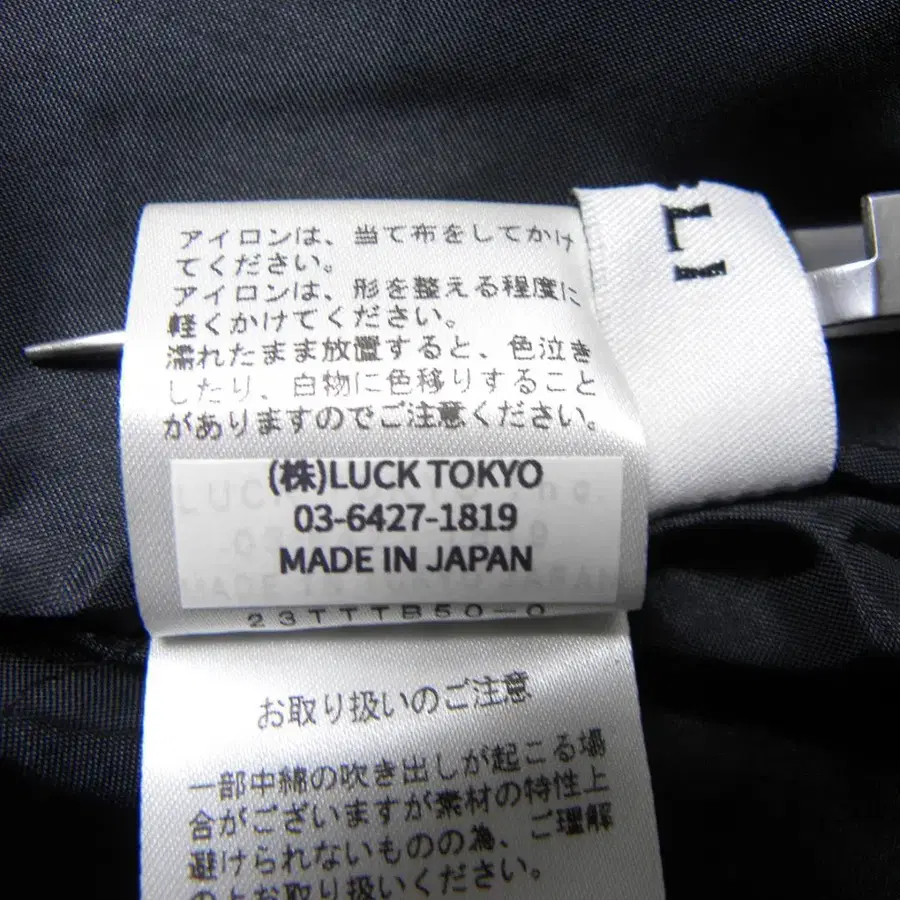 アイロンは、当て布をしてかけ
てください。
アイロンは、形を整える程度に
軽くかけてください。
濡れたまま放置すると、色泣き
したり、白物に色移りすること
がありますのでご注意ください。
(株)LUCK TOKYO
03-6427-1819
MADE IN JAPAN
23TTTB50-0
お取り扱いのご注意
一部中綿の吹き出しが起こる場
合がございますが素材の特性上
避けられないものの為、ご理解
の上お取り扱いください。
LI